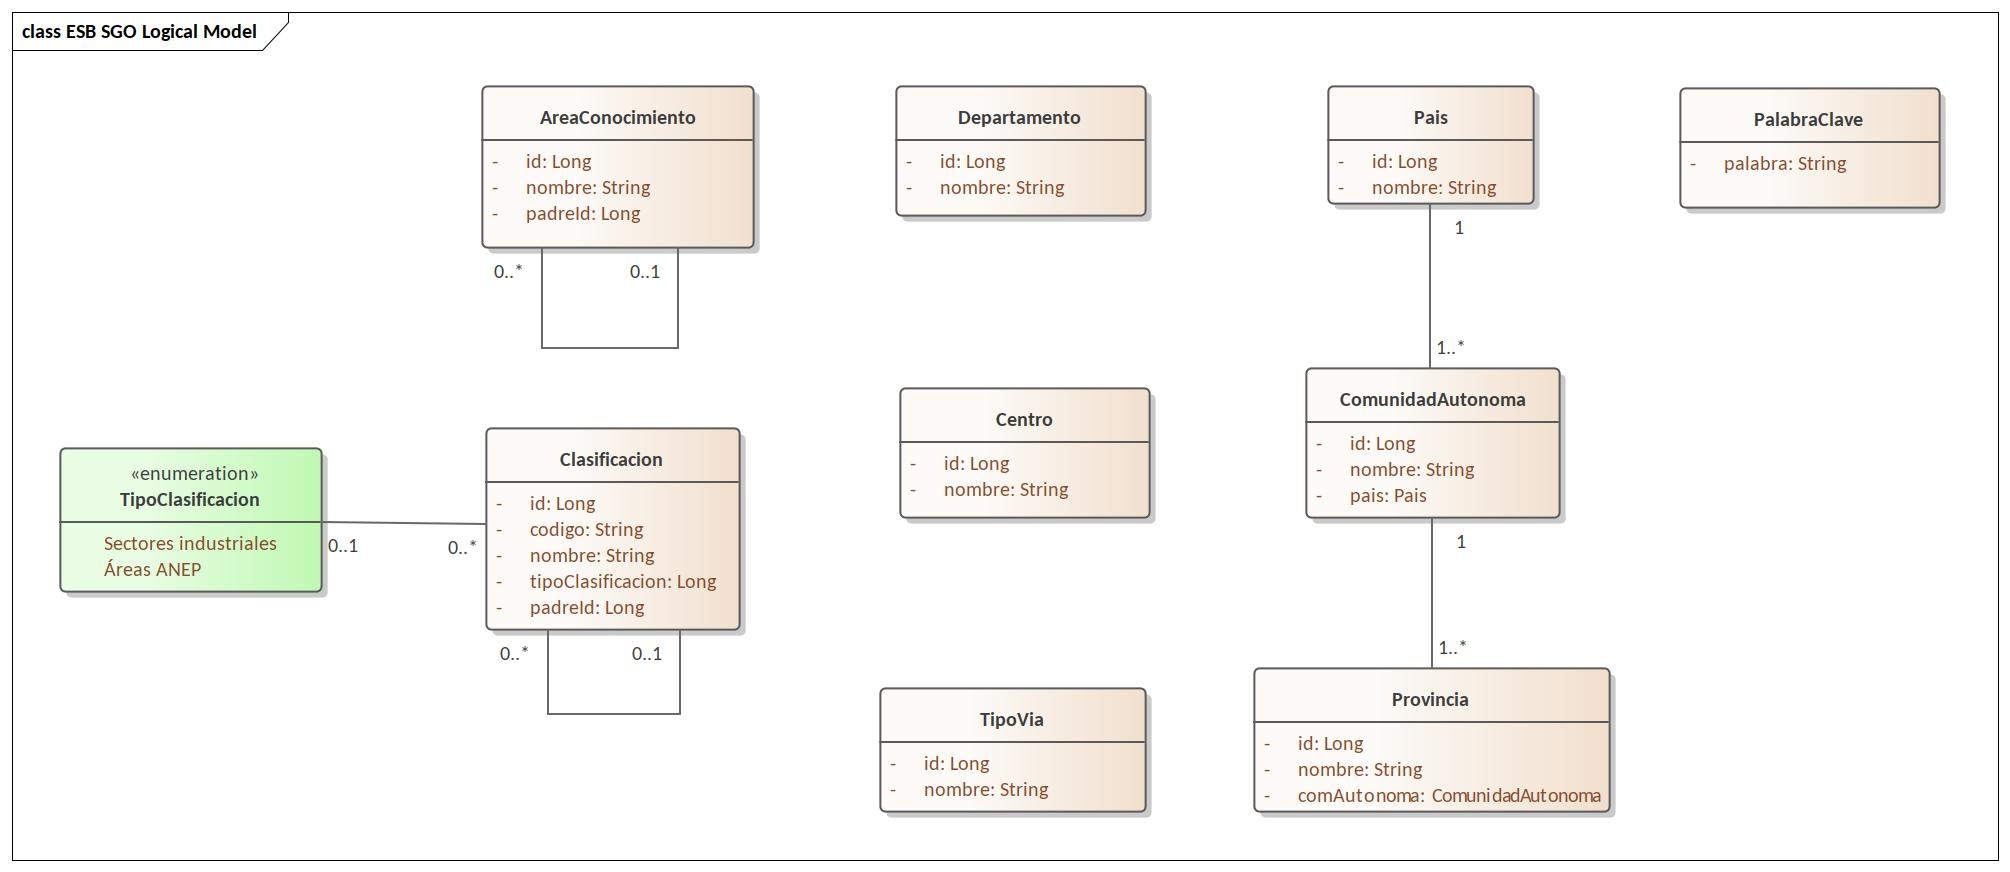 class ESB SGO Logical Model
AreaConocimiento
- id: Long
- nombre: String
- padreId: Long
0..*
0..1
Departamento
- id: Long
- nombre: String
Pais
- id: Long
- nombre: String
1
1..*
PalabraClave
- palabra: String
«enumeration»
TipoClasificacion
Sectores industriales
Áreas ANEP
0..1
0..*
Clasificacion
- id: Long
- codigo: String
- nombre: String
- tipoClasificacion: Long
- padreId: Long
0..*
0..1
Centro
- id: Long
- nombre: String
ComunidadAutonoma
- id: Long
- nombre: String
- pais: Pais
1
1..*
TipoVia
- id: Long
- nombre: String
Provincia
- id: Long
- nombre: String
- comAutonoma: ComunidadAutonoma